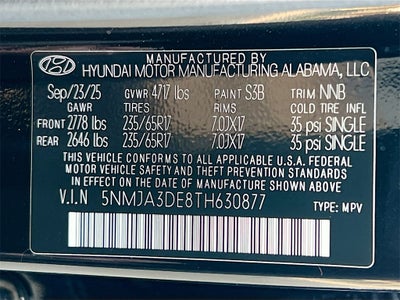 MANUFACTURED BY
HYUNDAI MOTOR MANUFACTURING ALABAMA, LLC
Sep/23/25 GVWR 4717 lbs PAINT S3B TRIM NNB
GAWR TIRES RIMS COLD TIRE INFL
FRONT 2778 lbs 235/65R17 7.0JX17 35 psi SINGLE
REAR 2646 lbs 235/65R17 7.0JX17 35 psi SINGLE
THIS VEHICLE CONFORMS TO ALL APPLICABLE U.S.A. FEDERAL
MOTOR VEHICLE SAFETY AND THEFT PREVENTION STANDARDS
IN EFFECT ON THE DATE OF MANUFACTURE SHOWN ABOVE.
V.I.N 5NMJA3DE8TH630877 TYPE: MPV